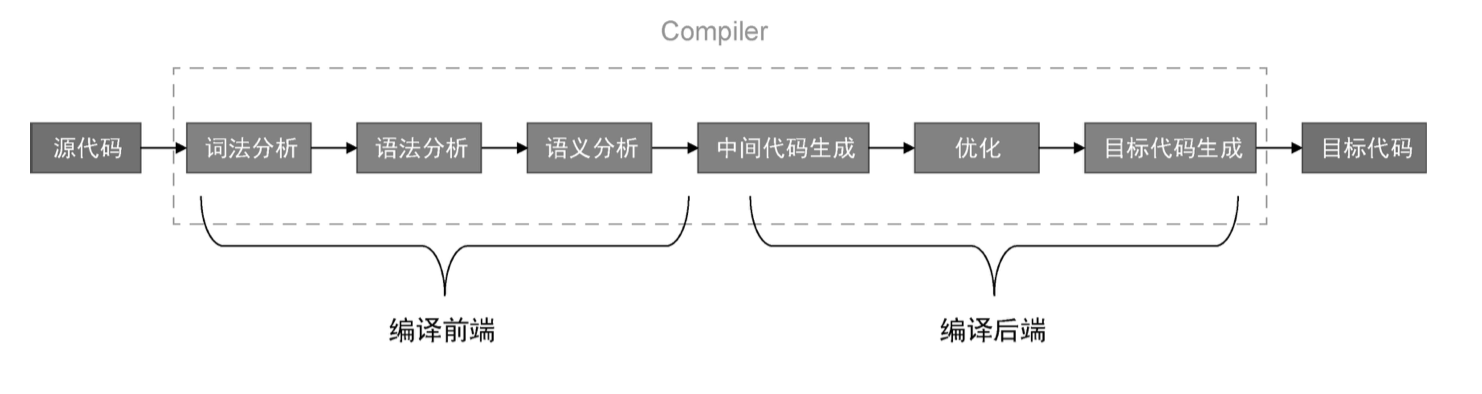 Compiler
源代码
词法分析
语法分析
语义分析
中间代码生成
优化
目标代码生成
目标代码
编译前端
编译后端